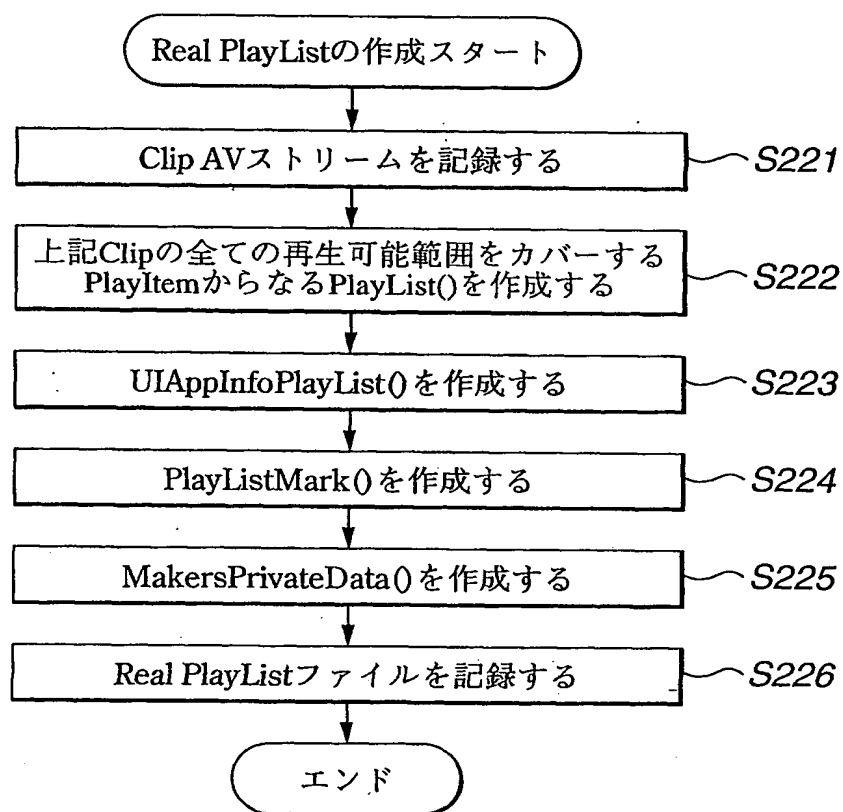 Real PlayListの作成スタート
Clip AVストリームを記録する
S221
上記Clipの全ての再生可能範囲をカバーする
PlayItemからなるPlayList()を作成する
S222
UIAppInfoPlayList()を作成する
S223
PlayListMark()を作成する
S224
MakersPrivateData()を作成する
S225
Real PlayListファイルを記録する
S226
エンド